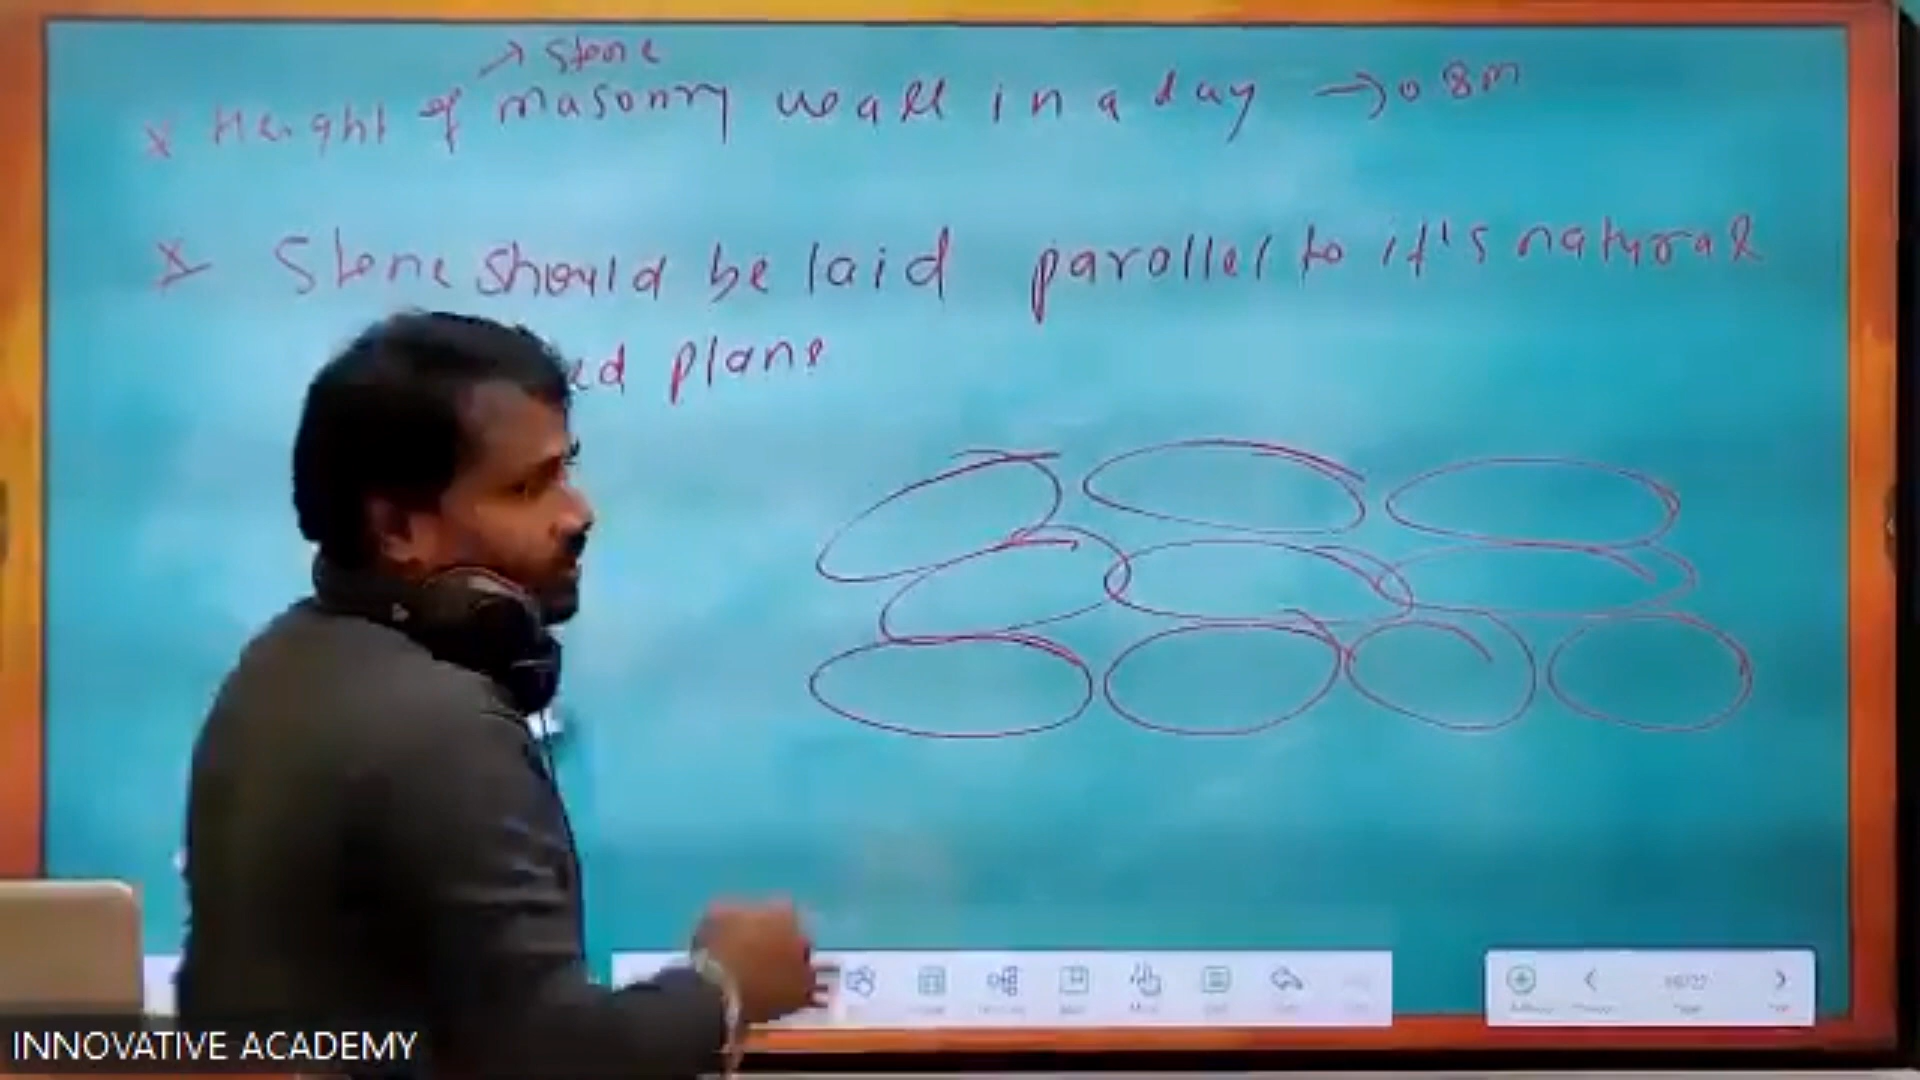 → Stone
x Height of masonry wall in a day → 0.8m
x Stone should be laid parallel to it's natural
ed plane
INNOVATIVE ACADEMY